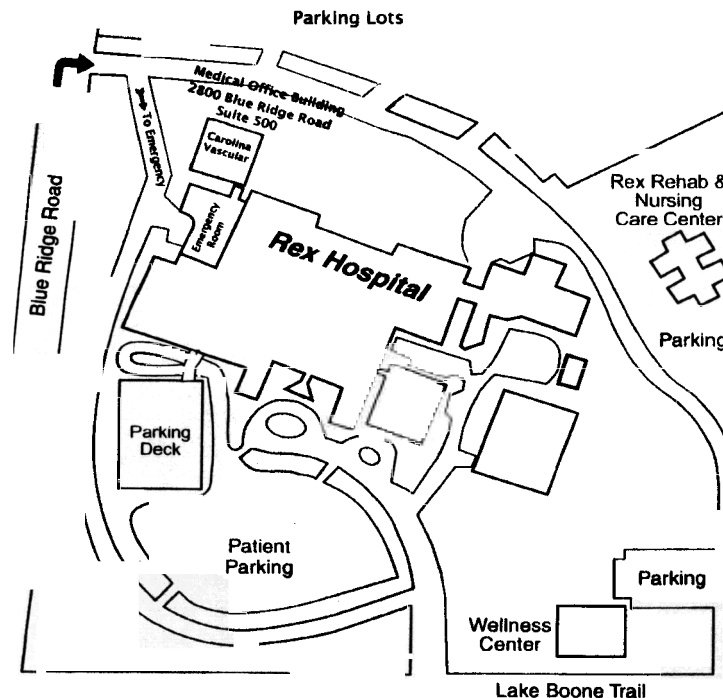 Parking Lots
Medical Office Building
2800 Blue Ridge Road
Suite 500
To Emergency
Carolina
Vascular
Emergency
Room
Rex Hospital
Rex Rehab &
Nursing
Care Center
Blue Ridge Road
Parking
Parking
Deck
Patient
Parking
Parking
Wellness
Center
Lake Boone Trail